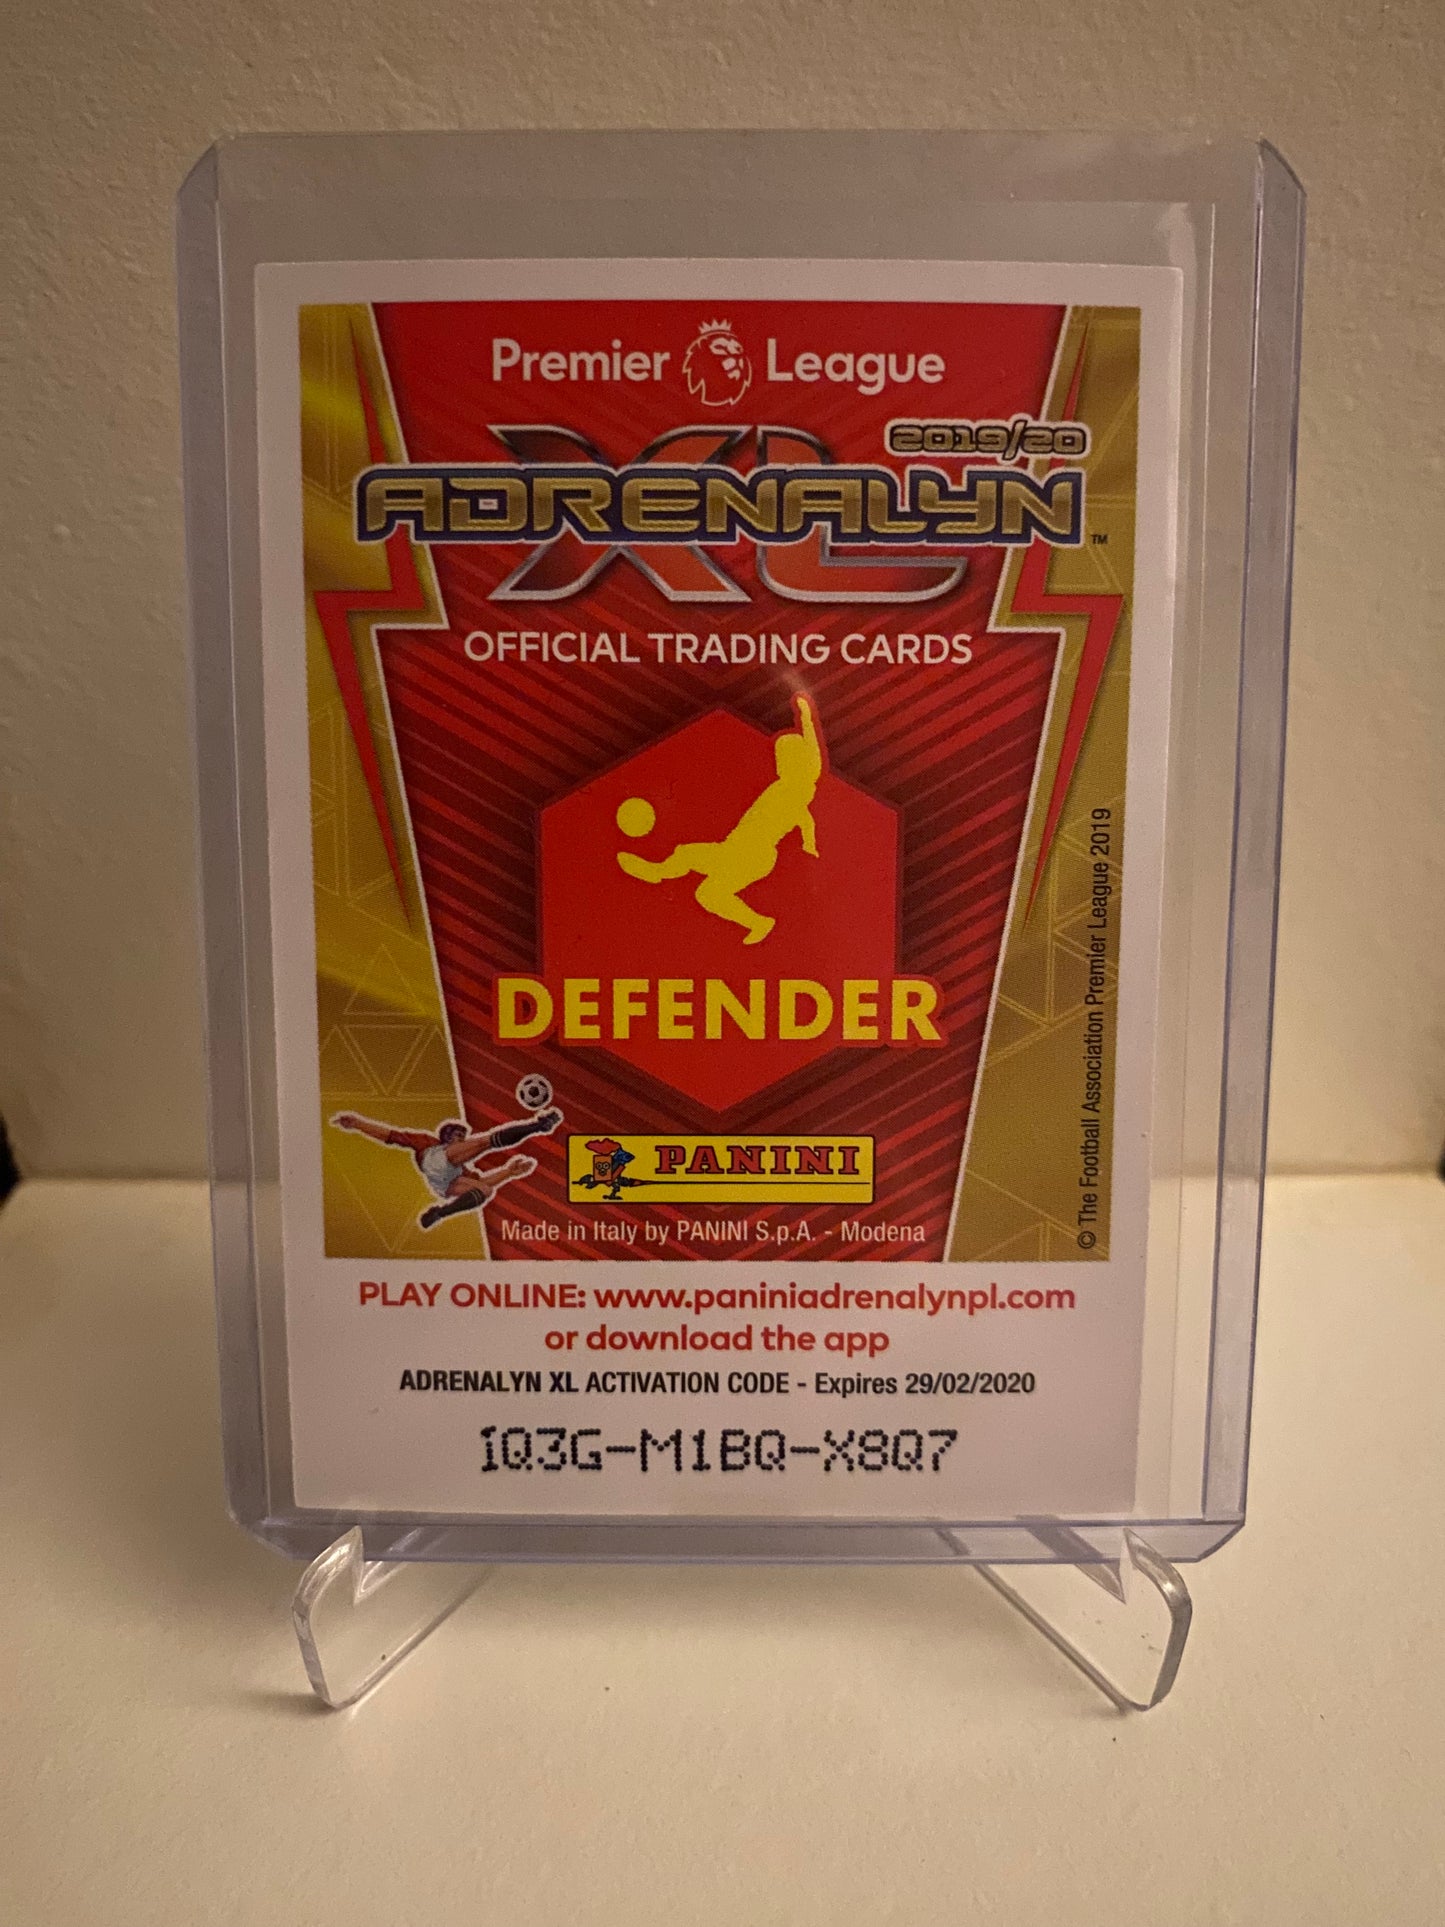 Premier League
2019/20
XL
ADRENALYN™
OFFICIAL TRADING CARDS
DEFENDER
PANINI
Made in Italy by PANINI S.p.A. - Modena
© The Football Association Premier League 2019
PLAY ONLINE: www.paniniadrenalynpl.com
or download the app
ADRENALYN XL ACTIVATION CODE - Expires 29/02/2020
1Q3G-M1BQ-X8Q7